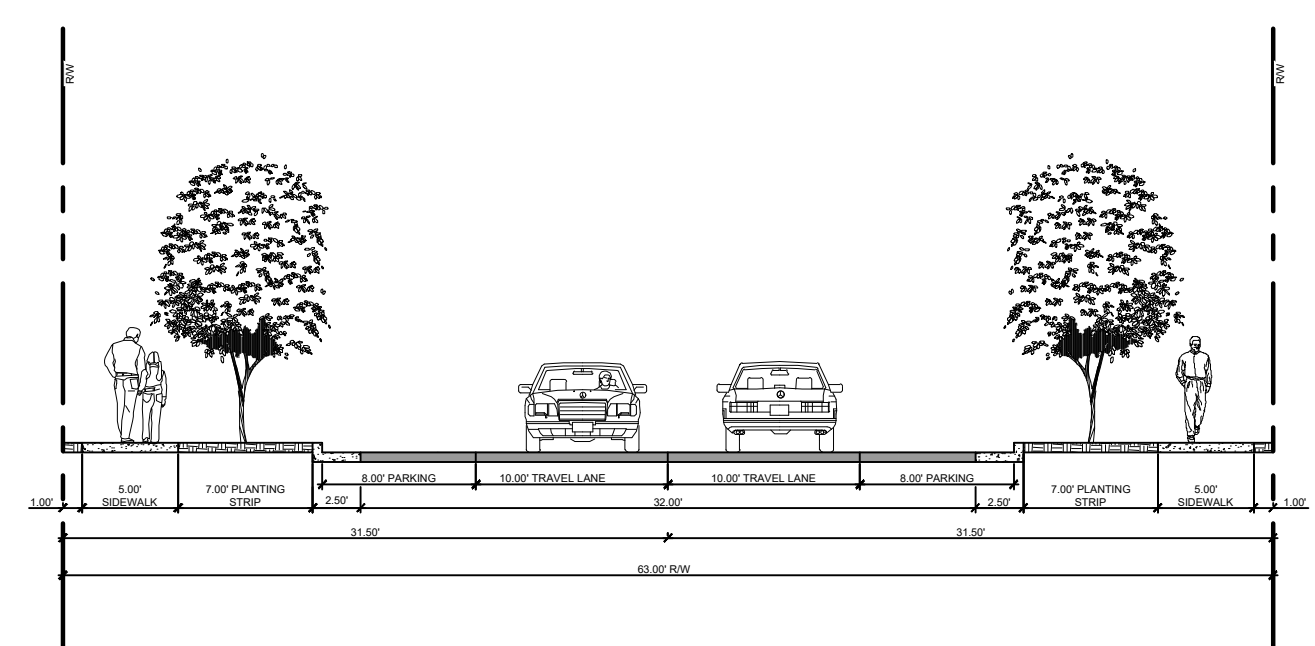 R/W
R/W
8.00' PARKING
10.00' TRAVEL LANE
10.00' TRAVEL LANE
8.00' PARKING
1.00'
5.00'
SIDEWALK
7.00' PLANTING
STRIP
2.50'
32.00'
2.50'
7.00' PLANTING
STRIP
5.00'
SIDEWALK
1.00'
31.50'
31.50'
63.00' R/W